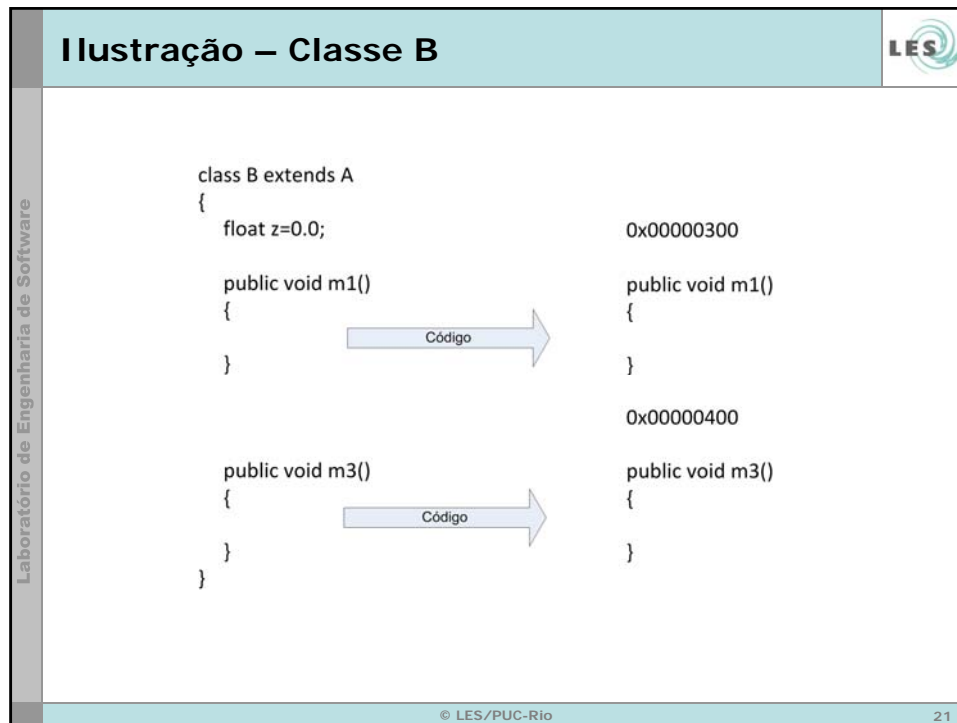 Ilustração – Classe B
LES
Laboratório de Engenharia de Software
class B extends A
{
float z=0.0;
public void m1()
{
Código
}
public void m3()
{
Código
}
}
0x00000300
public void m1()
{
}
0x00000400
public void m3()
{
}
© LES/PUC-Rio
21